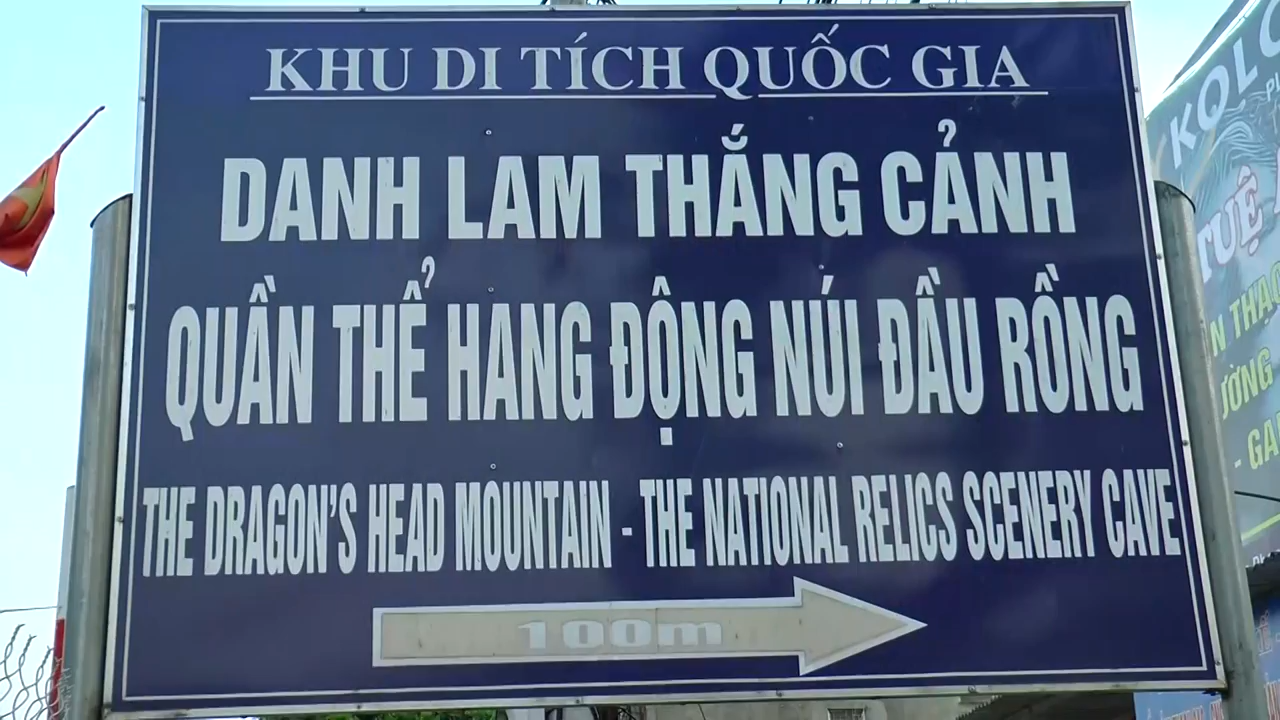 KHU DI TÍCH QUỐC GIA
DANH LAM THẮNG CẢNH
QUẦN THỂ HANG ĐỘNG NÚI ĐẦU RỒNG
THE DRAGON'S HEAD MOUNTAIN - THE NATIONAL RELICS SCENERY CAVE
100m
TUỆ